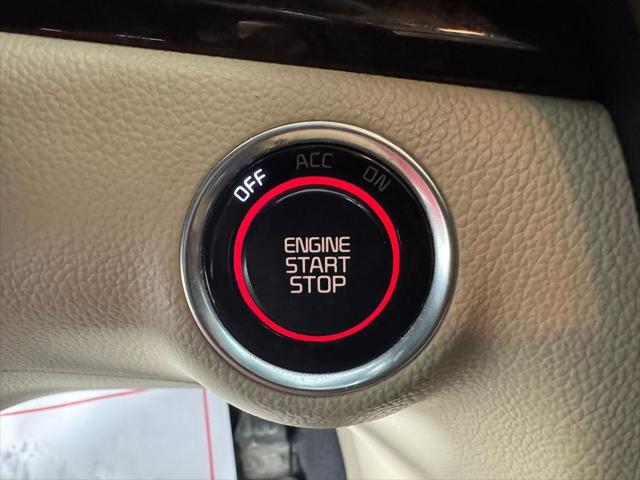 OFF ACC ON
ENGINE
START
STOP